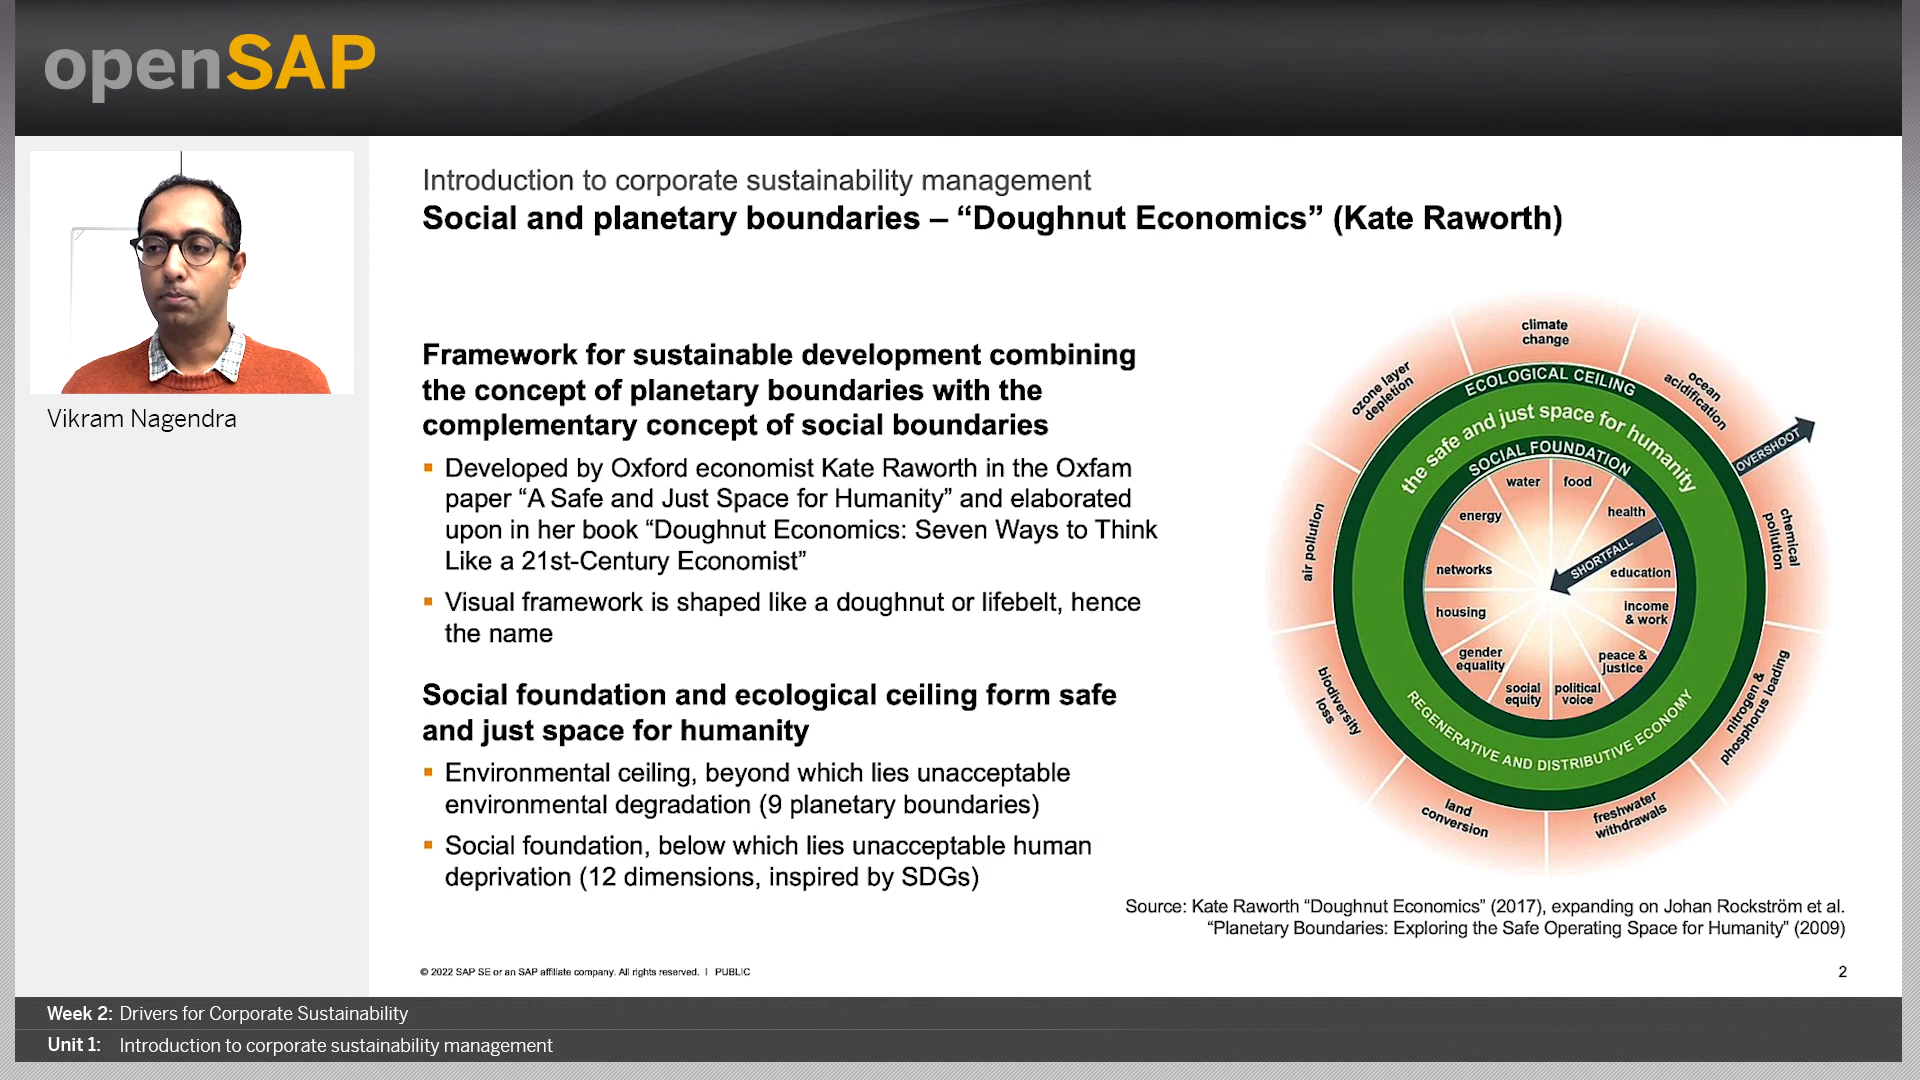 openSAP
Vikram Nagendra
Introduction to corporate sustainability management
Social and planetary boundaries – “Doughnut Economics” (Kate Raworth)
Framework for sustainable development combining
the concept of planetary boundaries with the
complementary concept of social boundaries
Developed by Oxford economist Kate Raworth in the Oxfam
paper “A Safe and Just Space for Humanity” and elaborated
upon in her book “Doughnut Economics: Seven Ways to Think
Like a 21st-Century Economist”
Visual framework is shaped like a doughnut or lifebelt, hence
the name
Social foundation and ecological ceiling form safe
and just space for humanity
Environmental ceiling, beyond which lies unacceptable
environmental degradation (9 planetary boundaries)
Social foundation, below which lies unacceptable human
deprivation (12 dimensions, inspired by SDGs)
climate
change
ocean
acidification
chemical
pollution
nitrogen &
phosphorus loading
freshwater
withdrawals
land
conversion
biodiversity
loss
air pollution
ozone layer
depletion
OVERSHOOT
ECOLOGICAL CEILING
the safe and just space for humanity
SOCIAL FOUNDATION
water
food
health
SHORTFALL
education
income
& work
peace &
justice
political
voice
social
equity
gender
equality
housing
networks
energy
REGENERATIVE AND DISTRIBUTIVE ECONOMY
Source: Kate Raworth “Doughnut Economics” (2017), expanding on Johan Rockström et al.
“Planetary Boundaries: Exploring the Safe Operating Space for Humanity” (2009)
© 2022 SAP SE or an SAP affiliate company. All rights reserved. | PUBLIC
2
Week 2: Drivers for Corporate Sustainability
Unit 1: Introduction to corporate sustainability management